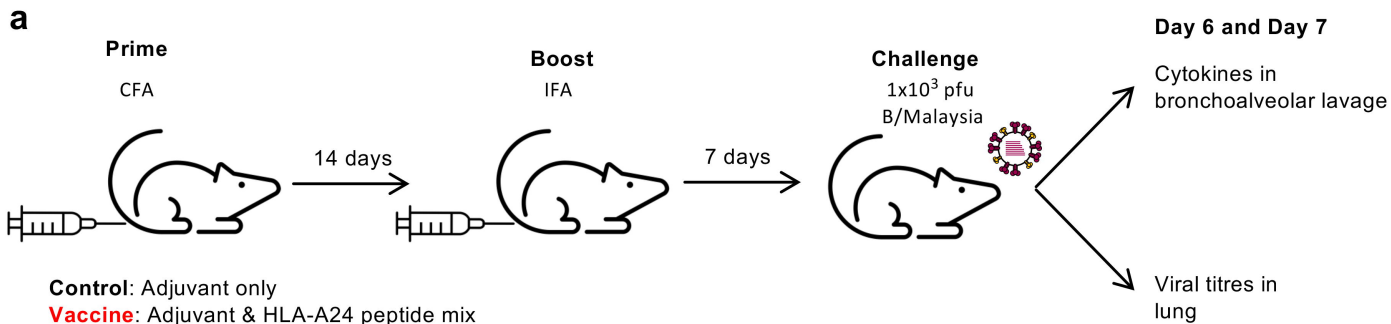 a
Prime
CFA
14 days
Boost
IFA
7 days
Challenge
1x10³ pfu
B/Malaysia
Day 6 and Day 7
Cytokines in
bronchoalveolar lavage
Viral titres in
lung
Control: Adjuvant only
Vaccine: Adjuvant & HLA-A24 peptide mix